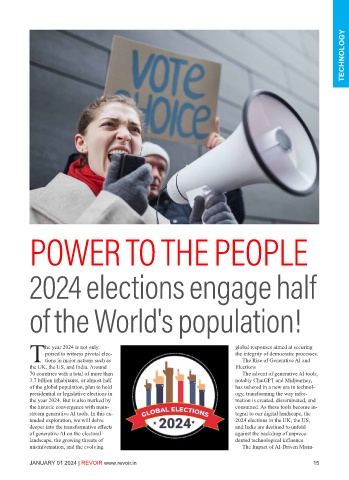 TECHNOLOGY
VOTE
CHOICE
POWER TO THE PEOPLE
2024 elections engage half
of the World's population!
The year 2024 is not only
poised to witness pivotal elec-
tions in major nations such as
the UK, the US, and India. Around
70 countries with a total of more than
3.7 billion inhabitants, or almost half
of the global population, plan to hold
presidential or legislative elections in
the year 2024. But is also marked by
the historic convergence with main-
stream generative AI tools. In this ex-
tended exploration, we will delve
deeper into the transformative effects
of generative AI on the electoral
landscape, the growing threats of
misinformation, and the evolving
GLOBAL ELECTIONS
2024
global responses aimed at securing
the integrity of democratic processes.
The Rise of Generative AI and
Elections
The advent of generative AI tools,
notably ChatGPT and Midjourney,
has ushered in a new era in technol-
ogy, transforming the way infor-
mation is created, disseminated, and
consumed. As these tools become in-
tegral to our digital landscape, the
2024 elections in the UK, the US,
and India are destined to unfold
against the backdrop of unprece-
dented technological influence.
The Impact of AI-Driven Misin-
JANUARY 01 2024 | REVOIR www.revoir.in
15